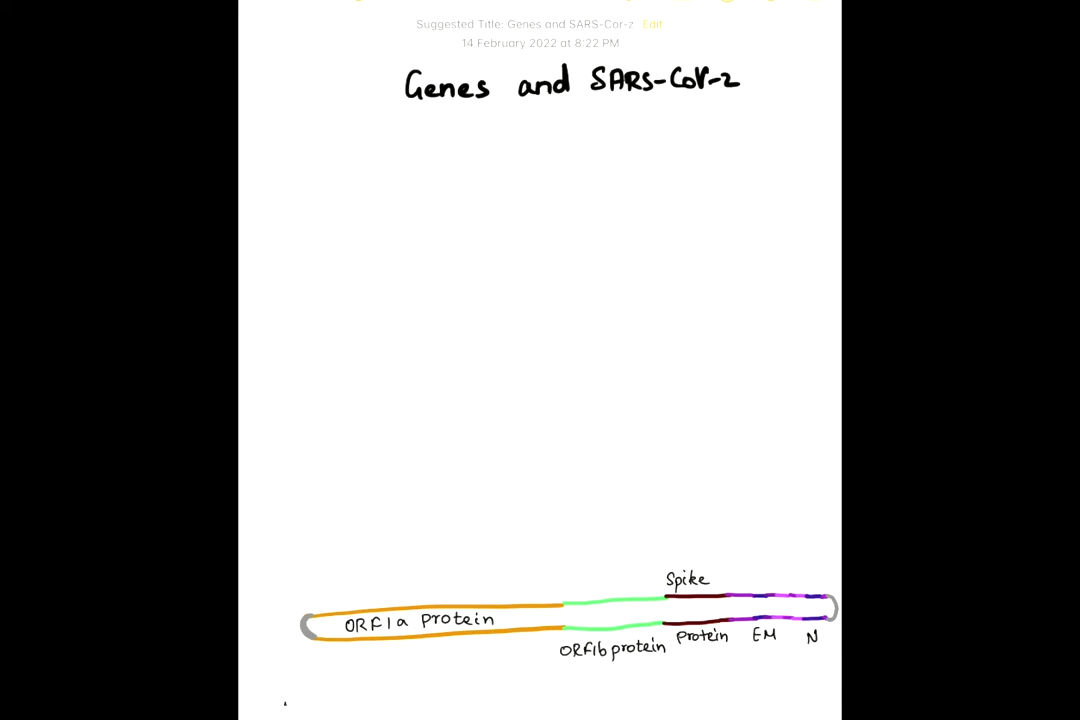 Suggested Title: Genes and SARS-Cor-z Edit
14 February 2022 at 8:22 PM
Genes and SARS-CoV-2
Spike
ORF1a protein
ORF1b protein protein EM N